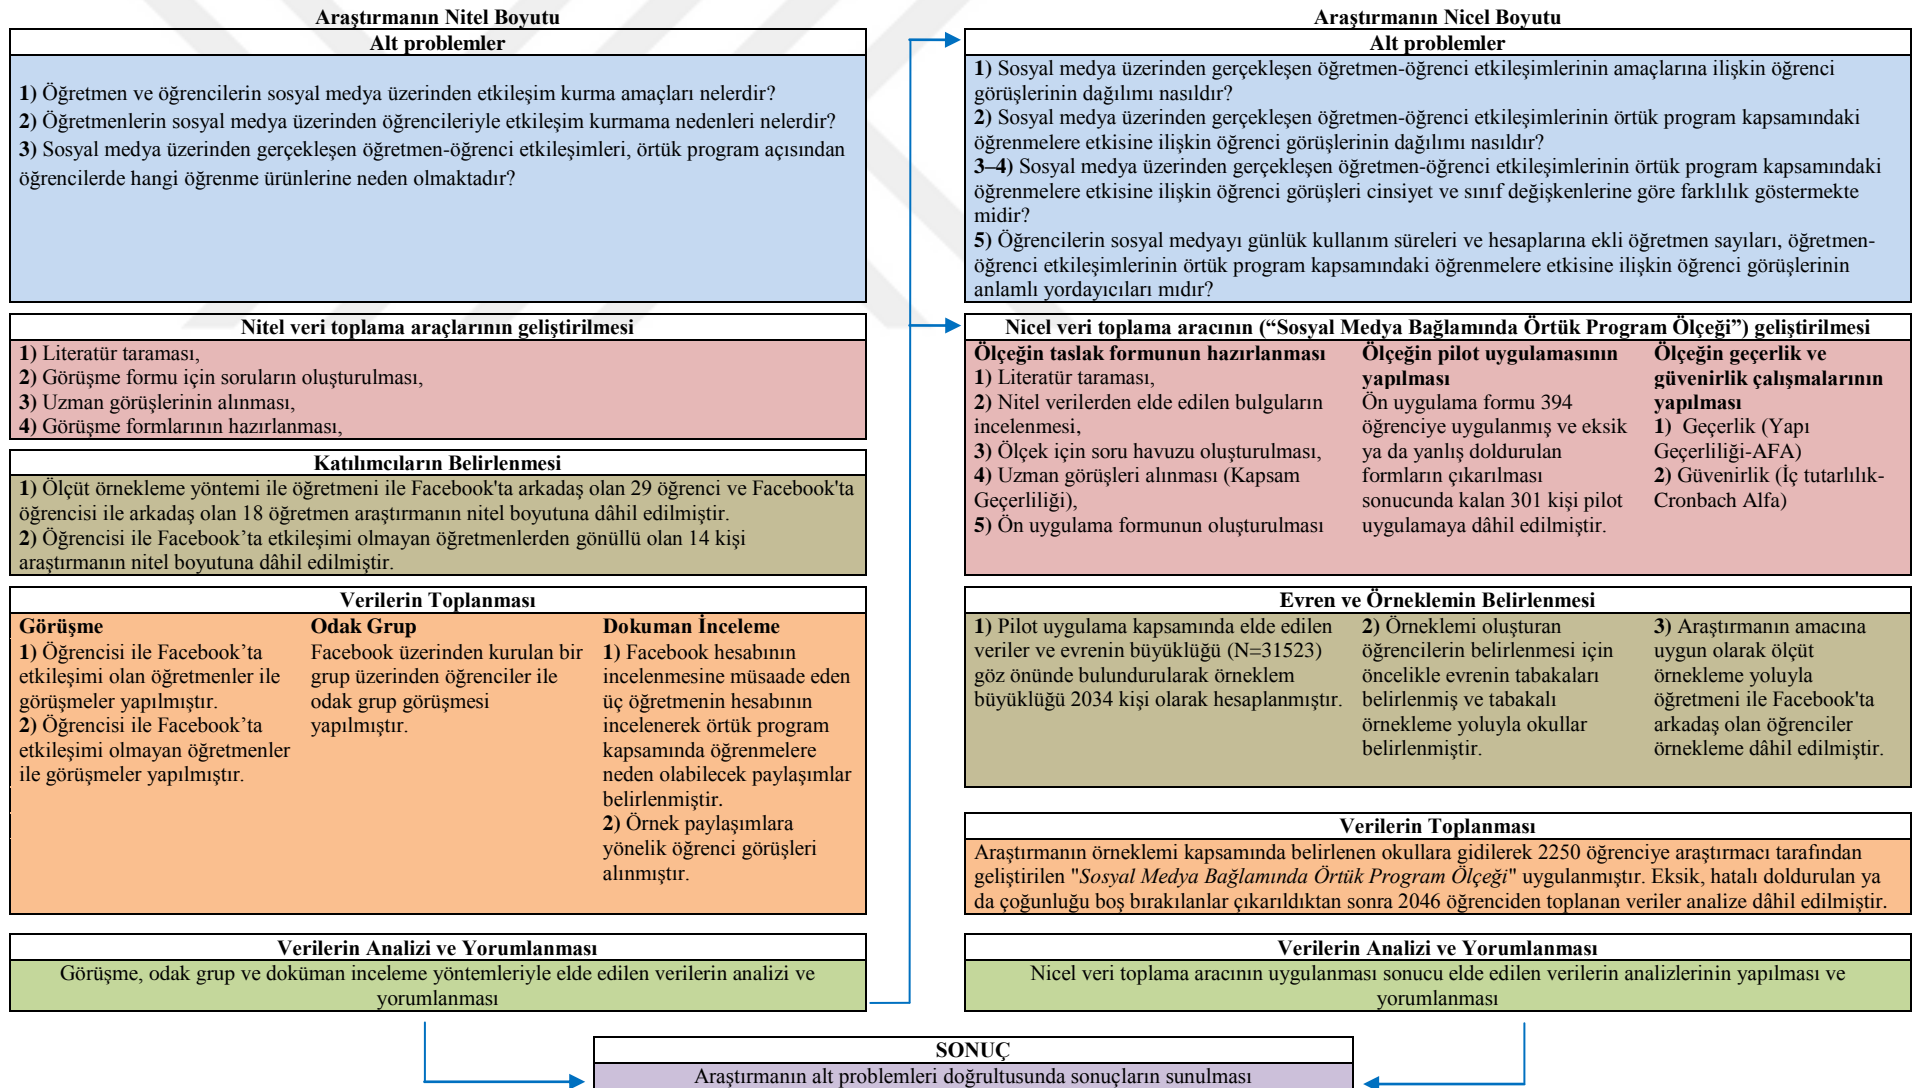 Araştırmanın Nitel Boyutu
Alt problemler
1) Öğretmen ve öğrencilerin sosyal medya üzerinden etkileşim kurma amaçları nelerdir?
2) Öğretmenlerin sosyal medya üzerinden öğrencileriyle etkileşim kurmama nedenleri nelerdir?
3) Sosyal medya üzerinden gerçekleşen öğretmen-öğrenci etkileşimleri, örtük program açısından
öğrencilerde hangi öğrenme ürünlerine neden olmaktadır?
Nitel veri toplama araçlarının geliştirilmesi
1) Literatür taraması,
2) Görüşme formu için soruların oluşturulması,
3) Uzman görüşlerinin alınması,
4) Görüşme formlarının hazırlanması,
Katılımcıların Belirlenmesi
1) Ölçüt örnekleme yöntemi ile öğretmeni ile Facebook'ta arkadaş olan 29 öğrenci ve Facebook'ta
öğrencisi ile arkadaş olan 18 öğretmen araştırmanın nitel boyutuna dâhil edilmiştir.
2) Öğrencisi ile Facebook’ta etkileşimi olmayan öğretmenlerden gönüllü olan 14 kişi
araştırmanın nitel boyutuna dâhil edilmiştir.
Verilerin Toplanması
Görüşme
1) Öğrencisi ile Facebook’ta
etkileşimi olan öğretmenler ile
görüşmeler yapılmıştır.
2) Öğrencisi ile Facebook’ta
etkileşimi olmayan öğretmenler
ile görüşmeler yapılmıştır.
Odak Grup
Facebook üzerinden kurulan bir
grup üzerinden öğrenciler ile
odak grup görüşmesi
yapılmıştır.
Dokuman İnceleme
1) Facebook hesabının
incelenmesine müsaade eden
üç öğretmenin hesabının
incelenerek örtük program
kapsamında öğrenmelere
neden olabilecek paylaşımlar
belirlenmiştir.
2) Örnek paylaşımlara
yönelik öğrenci görüşleri
alınmıştır.
Verilerin Analizi ve Yorumlanması
Görüşme, odak grup ve doküman inceleme yöntemleriyle elde edilen verilerin analizi ve
yorumlanması
Araştırmanın Nicel Boyutu
Alt problemler
1) Sosyal medya üzerinden gerçekleşen öğretmen-öğrenci etkileşimlerinin amaçlarına ilişkin öğrenci
görüşlerinin dağılımı nasıldır?
2) Sosyal medya üzerinden gerçekleşen öğretmen-öğrenci etkileşimlerinin örtük program kapsamındaki
öğrenmelere etkisine ilişkin öğrenci görüşlerinin dağılımı nasıldır?
3–4) Sosyal medya üzerinden gerçekleşen öğretmen-öğrenci etkileşimlerinin örtük program kapsamındaki
öğrenmelere etkisine ilişkin öğrenci görüşleri cinsiyet ve sınıf değişkenlerine göre farklılık göstermekte
midir?
5) Öğrencilerin sosyal medyayı günlük kullanım süreleri ve hesaplarına ekli öğretmen sayıları, öğretmen-
öğrenci etkileşimlerinin örtük program kapsamındaki öğrenmelere etkisine ilişkin öğrenci görüşlerinin
anlamlı yordayıcıları mıdır?
Nicel veri toplama aracının (“Sosyal Medya Bağlamında Örtük Program Ölçeği”) geliştirilmesi
Ölçeğin taslak formunun hazırlanması
1) Literatür taraması,
2) Nitel verilerden elde edilen bulguların
incelenmesi,
3) Ölçek için soru havuzu oluşturulması,
4) Uzman görüşleri alınması (Kapsam
Geçerliliği),
5) Ön uygulama formunun oluşturulması
Ölçeğin pilot uygulamasının
yapılması
Ön uygulama formu 394
öğrenciye uygulanmış ve eksik
ya da yanlış doldurulan
formların çıkarılması
sonucunda kalan 301 kişi pilot
uygulamaya dâhil edilmiştir.
Ölçeğin geçerlik ve
güvenirlik çalışmalarının
yapılması
1) Geçerlik (Yapı
Geçerliliği-AFA)
2) Güvenirlik (İç tutarlılık-
Cronbach Alfa)
Evren ve Örneklemin Belirlenmesi
1) Pilot uygulama kapsamında elde edilen
veriler ve evrenin büyüklüğü (N=31523)
göz önünde bulundurularak örneklem
büyüklüğü 2034 kişi olarak hesaplanmıştır.
2) Örneklemi oluşturan
öğrencilerin belirlenmesi için
öncelikle evrenin tabakaları
belirlenmiş ve tabakalı
örnekleme yoluyla okullar
belirlenmiştir.
3) Araştırmanın amacına
uygun olarak ölçüt
örnekleme yoluyla
öğretmeni ile Facebook'ta
arkadaş olan öğrenciler
örnekleme dâhil edilmiştir.
Verilerin Toplanması
Araştırmanın örneklemi kapsamında belirlenen okullara gidilerek 2250 öğrenciye araştırmacı tarafından
geliştirilen "Sosyal Medya Bağlamında Örtük Program Ölçeği" uygulanmıştır. Eksik, hatalı doldurulan ya
da çoğunluğu boş bırakılanlar çıkarıldıktan sonra 2046 öğrenciden toplanan veriler analize dâhil edilmiştir.
Verilerin Analizi ve Yorumlanması
Nicel veri toplama aracının uygulanması sonucu elde edilen verilerin analizlerinin yapılması ve
yorumlanması
SONUÇ
Araştırmanın alt problemleri doğrultusunda sonuçların sunulması